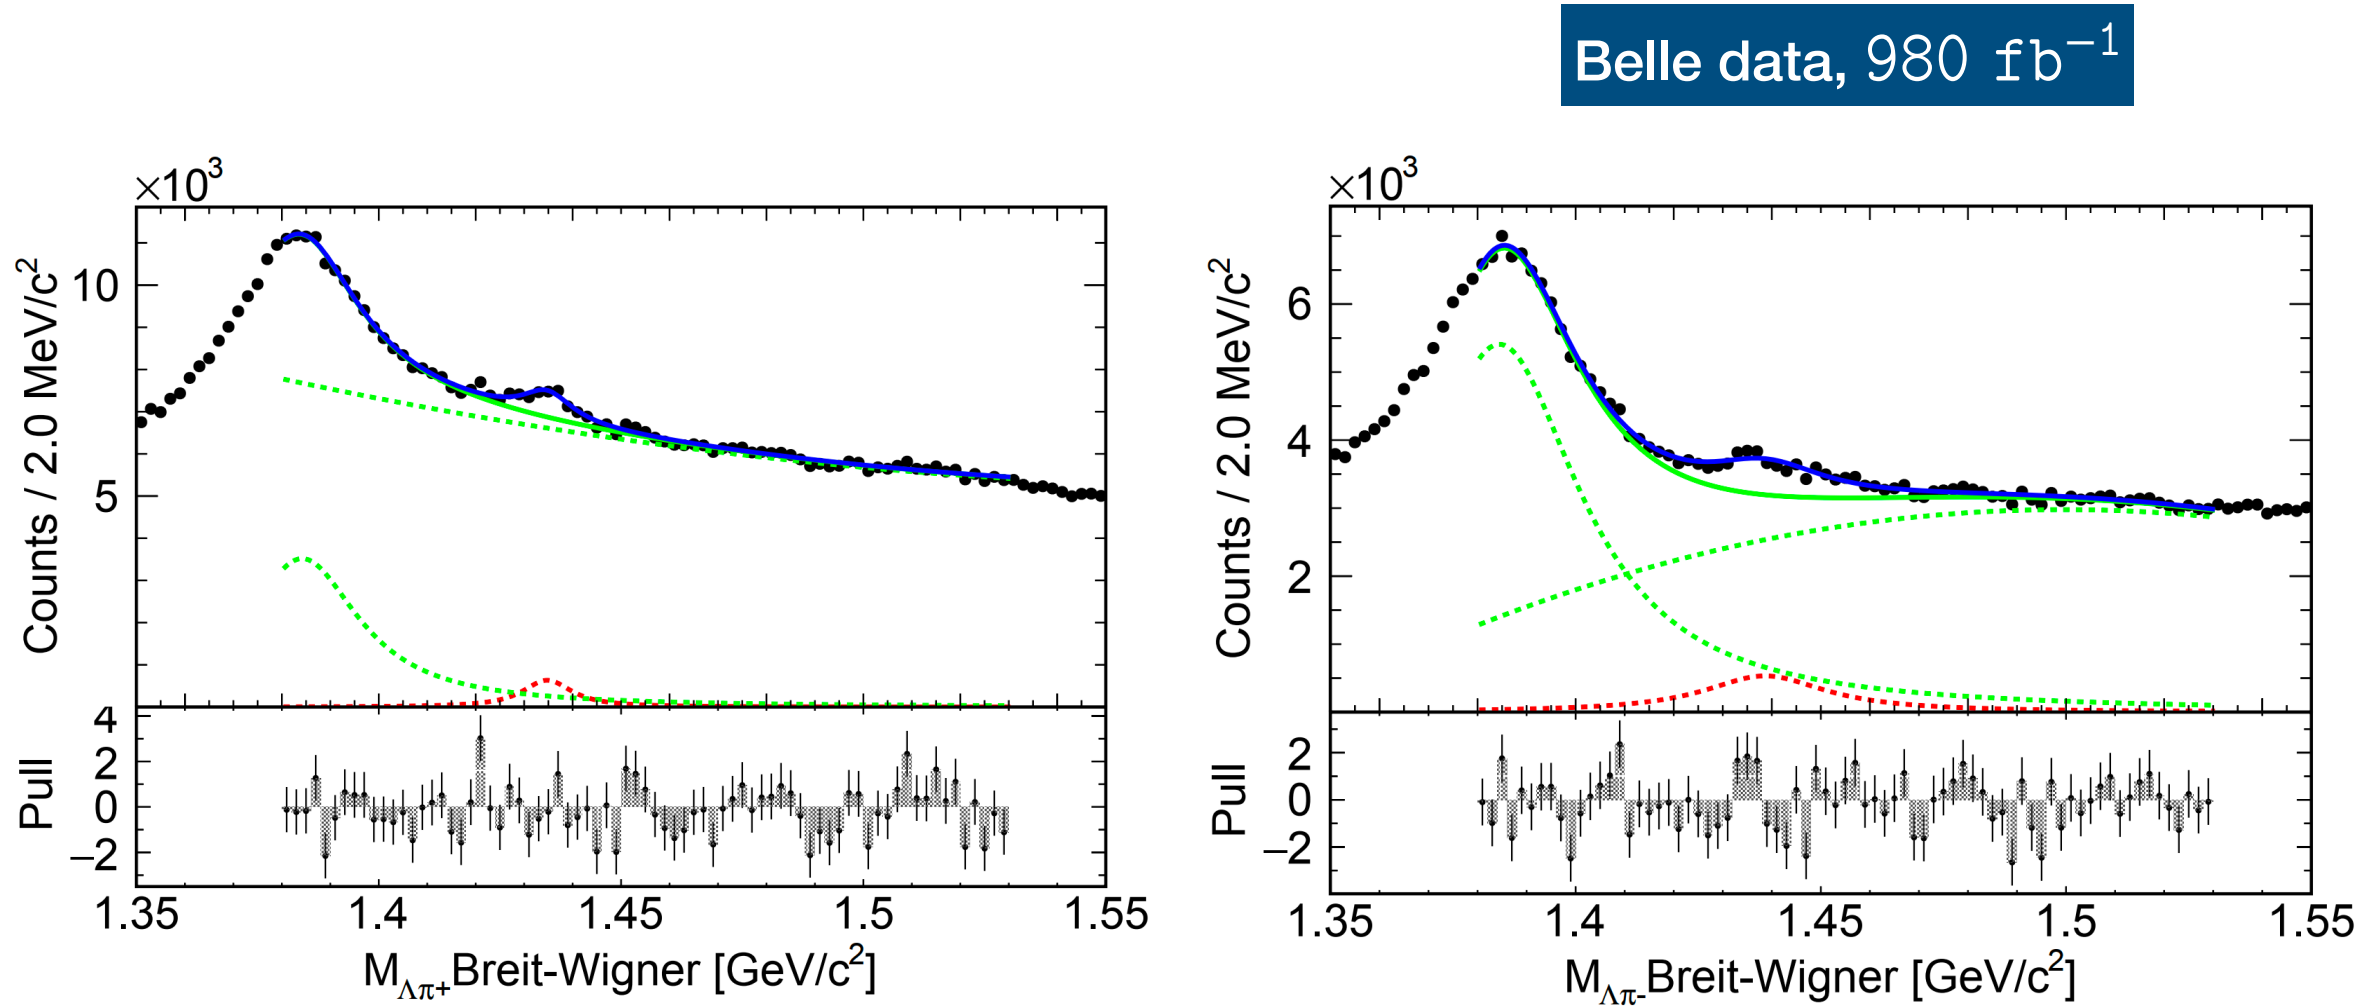 Belle data, 980 fb⁻¹
×10³
10
5
Counts / 2.0 MeV/c²
4
2
0
−2
Pull
1.35 1.4 1.45 1.5 1.55
M_Λπ+ Breit-Wigner [GeV/c²]
×10³
6
4
2
Counts / 2.0 MeV/c²
2
0
−2
Pull
1.35 1.4 1.45 1.5 1.55
M_Λπ- Breit-Wigner [GeV/c²]